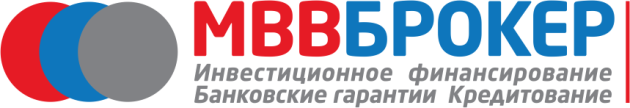 МВВБРОКЕР
Инвестиционное финансирование
Банковские гарантии Кредитование